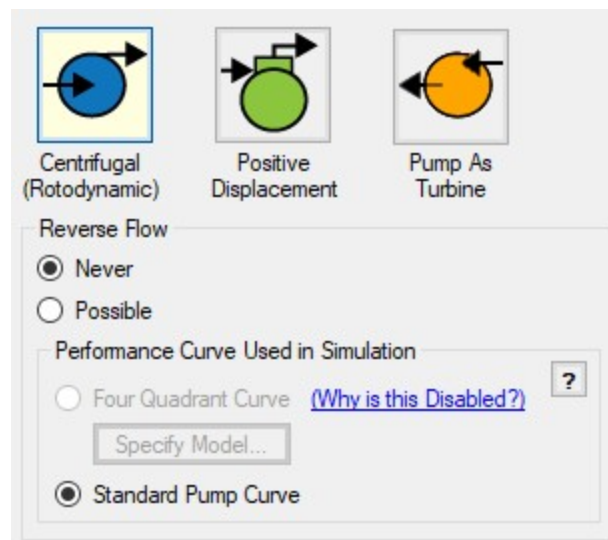 Centrifugal
(Rotodynamic)
Positive
Displacement
Pump As
Turbine
Reverse Flow
Never
Possible
Performance Curve Used in Simulation
?
Four Quadrant Curve (Why is this Disabled?)
Specify Model...
Standard Pump Curve